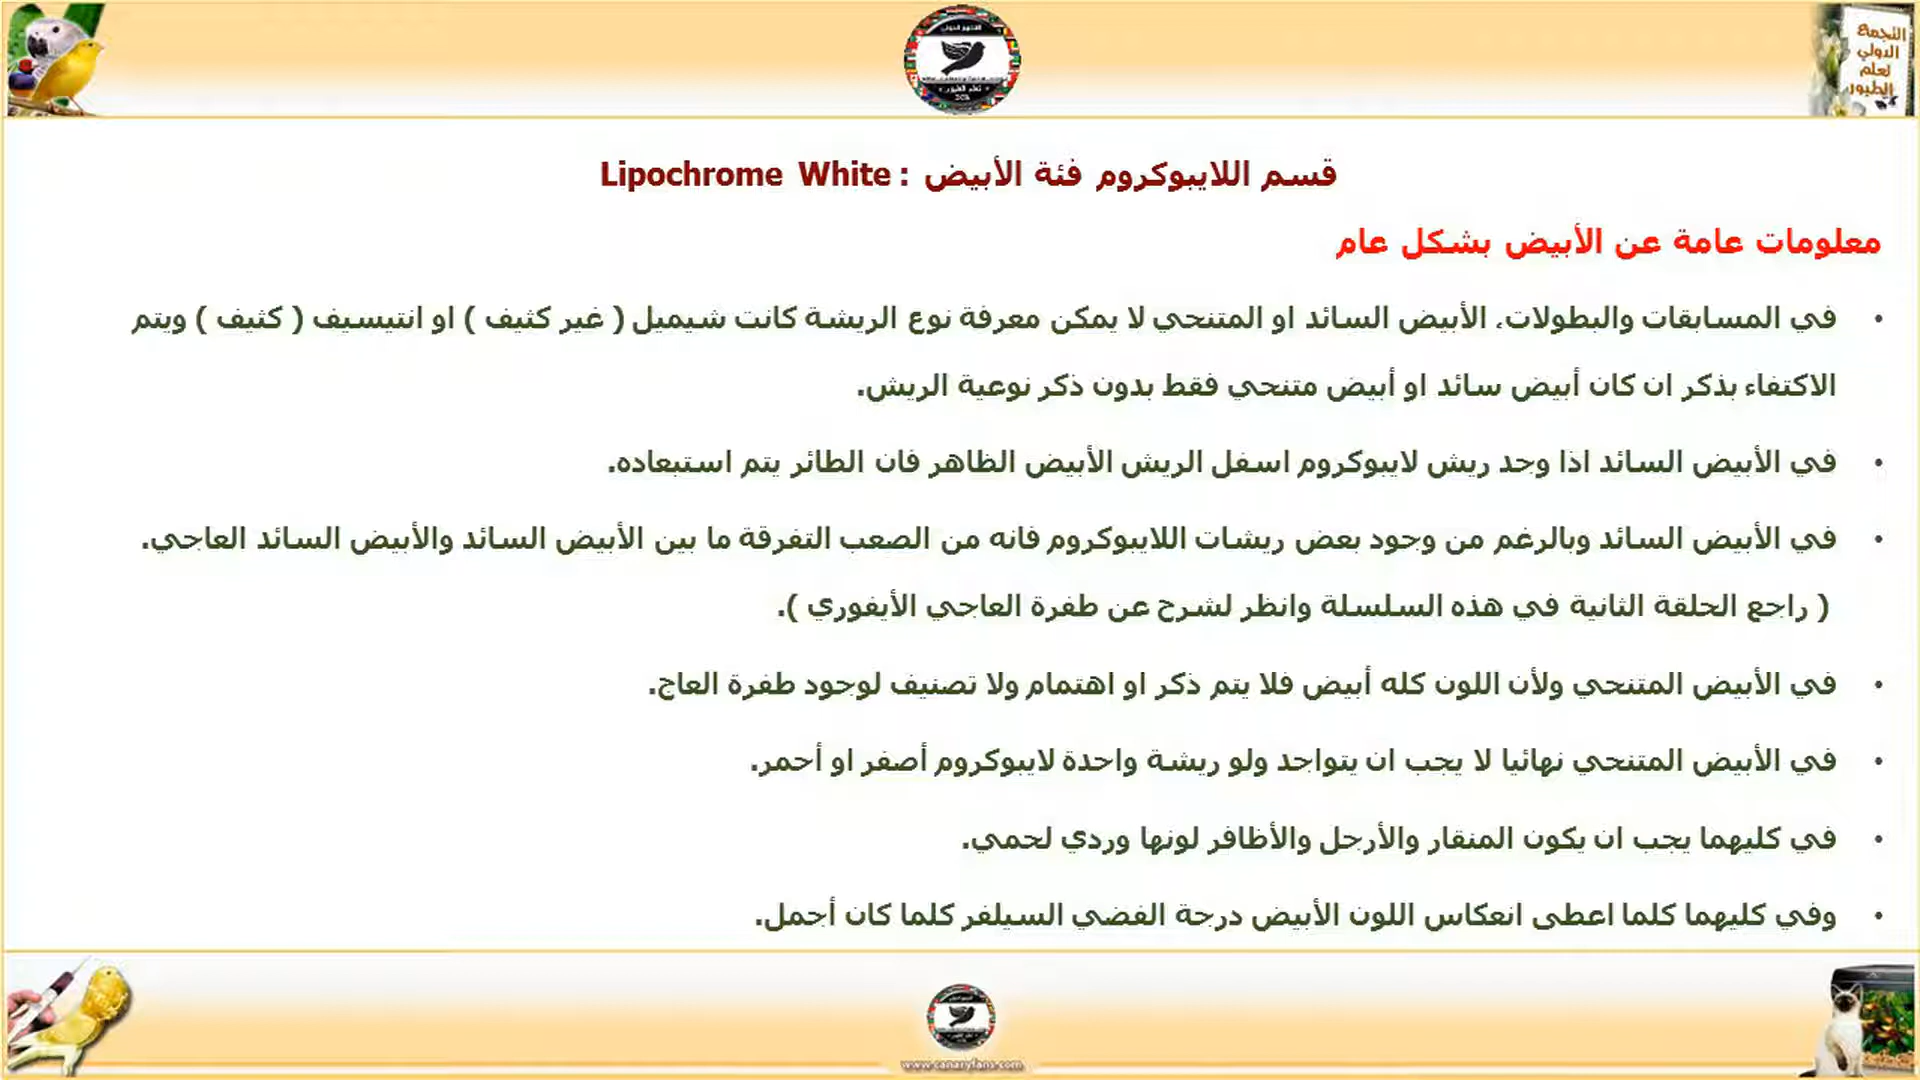 التجمع
الدولي
لعلم
الطيور
قسم اللايبوكروم فئة الأبيض : Lipochrome White
معلومات عامة عن الأبيض بشكل عام
• في المسابقات والبطولات، الأبيض السائد او المتنحي لا يمكن معرفة نوع الريشة كانت شيميل ( غير كثيف ) او انتيسيف ( كثيف ) ويتم
الاكتفاء بذكر ان كان أبيض سائد او أبيض متنحي فقط بدون ذكر نوعية الريش.
• في الأبيض السائد اذا وجد ريش لايبوكروم اسفل الريش الأبيض الظاهر فان الطائر يتم استبعاده.
• في الأبيض السائد وبالرغم من وجود بعض ريشات اللايبوكروم فانه من الصعب التفرقة ما بين الأبيض السائد والأبيض السائد العاجي.
( راجع الحلقة الثانية في هذه السلسلة وانظر لشرح عن طفرة العاجي الأيفوري ).
• في الأبيض المتنحي ولأن اللون كله أبيض فلا يتم ذكر او اهتمام ولا تصنيف لوجود طفرة العاج.
• في الأبيض المتنحي نهائيا لا يجب ان يتواجد ولو ريشة واحدة لايبوكروم أصفر او أحمر.
• في كليهما يجب ان يكون المنقار والأرجل والأظافر لونها وردي لحمي.
• وفي كليهما كلما اعطى انعكاس اللون الأبيض درجة الفضي السيلفر كلما كان أجمل.
www.canaryfans.com